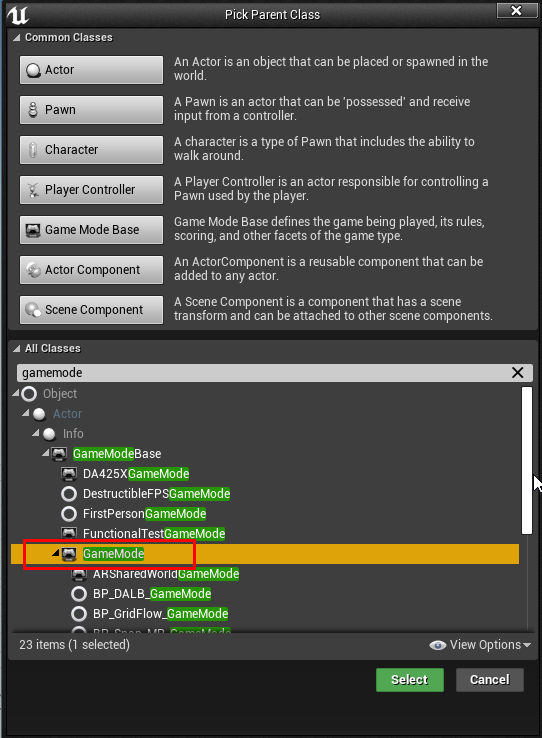 Pick Parent Class
Common Classes
Actor
An Actor is an object that can be placed or spawned in the
world.
Pawn
A Pawn is an actor that can be 'possessed' and receive
input from a controller.
Character
A character is a type of Pawn that includes the ability to
walk around.
Player Controller
A Player Controller is an actor responsible for controlling a
Pawn used by the player.
Game Mode Base
Game Mode Base defines the game being played, its rules,
scoring, and other facets of the game type.
Actor Component
An ActorComponent is a reusable component that can be
added to any actor.
Scene Component
A Scene Component is a component that has a scene
transform and can be attached to other scene components.
All Classes
gamemode
Object
Actor
Info
GameModeBase
DA425XGameMode
DestructibleFPSGameMode
FirstPersonGameMode
FunctionalTestGameMode
GameMode
ARSharedWorldGameMode
BP_DALB_GameMode
BP_GridFlow_GameMode
BP_Snap_MP_GameMode
23 items (1 selected)
View Options
Select
Cancel